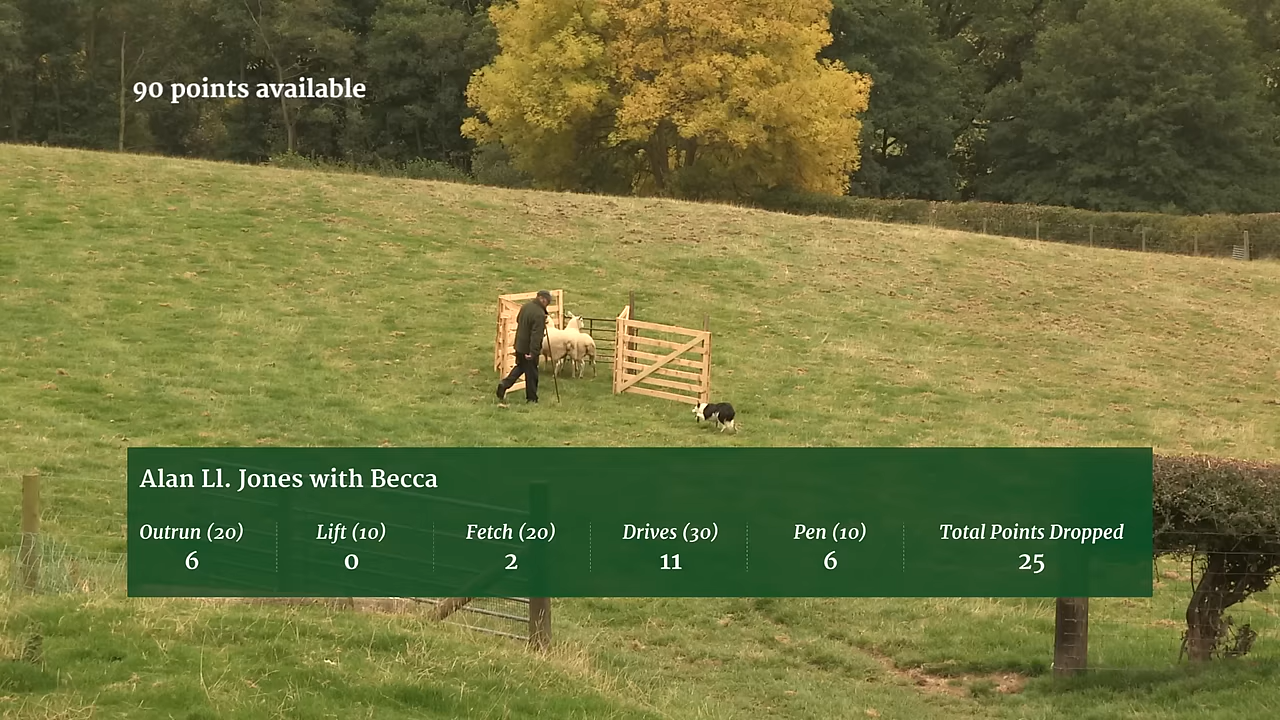 90 points available
Alan Ll. Jones with Becca
Outrun (20) Lift (10) Fetch (20) Drives (30) Pen (10) Total Points Dropped
6 0 2 11 6 25